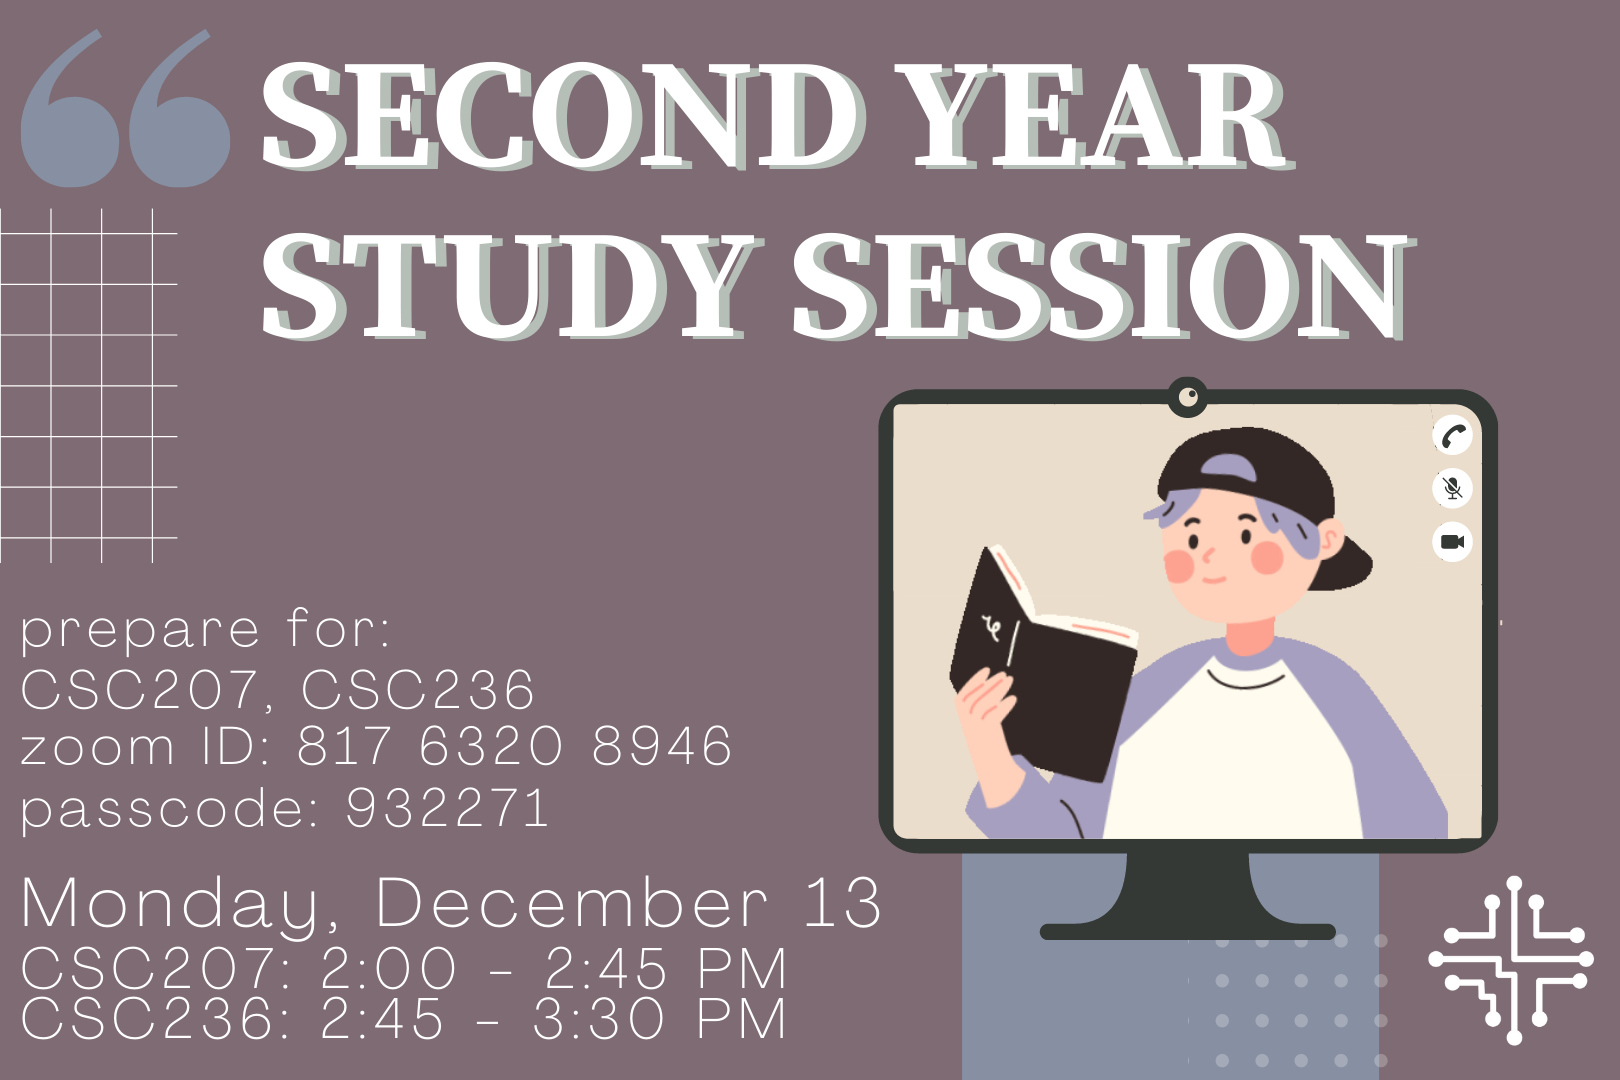 “
SECOND YEAR
STUDY SESSION
prepare for:
CSC207, CSC236
zoom ID: 817 6320 8946
passcode: 932271
Monday, December 13
CSC207: 2:00 - 2:45 PM
CSC236: 2:45 - 3:30 PM